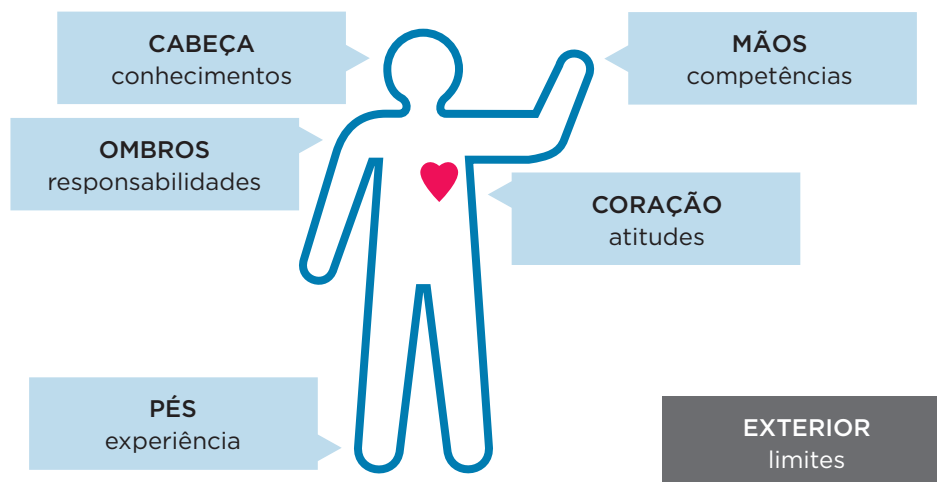 CABEÇA
conhecimentos
MÃOS
competências
OMBROS
responsabilidades
CORAÇÃO
atitudes
PÉS
experiência
EXTERIOR
limites